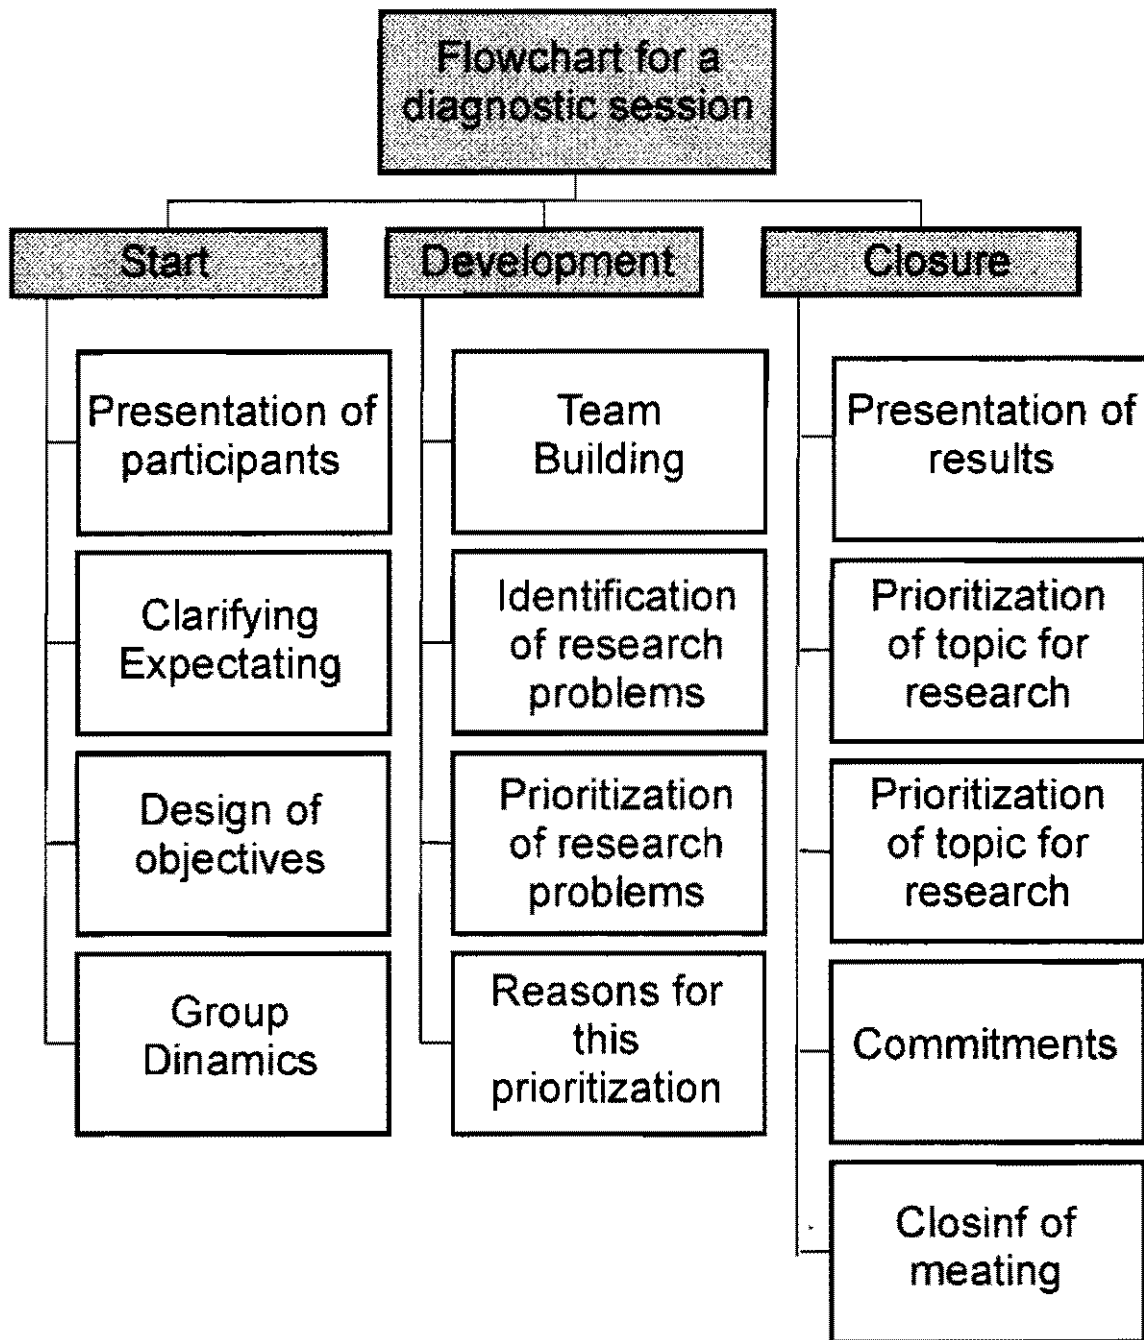 Flowchart for a
diagnostic session
Start
Presentation of
participants
Clarifying
Expectating
Design of
objectives
Group
Dinamics
Development
Team
Building
Identification
of research
problems
Prioritization
of research
problems
Reasons for
this
prioritization
Closure
Presentation of
results
Prioritization
of topic for
research
Prioritization
of topic for
research
Commitments
Closinf of
meating